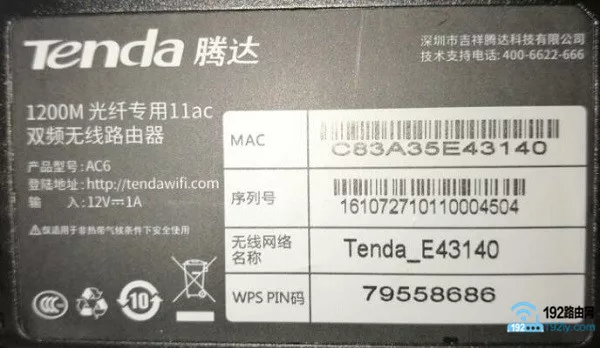 Tenda 腾达
深圳市吉祥腾达科技有限公司
技术支持电话: 400-6622-666
1200M 光纤专用11ac
双频无线路由器
产品型号: AC6
登陆地址: http://tendawifi.com
输 入: 12V⎓1A
⚠仅适用于非热带气候条件下安全使用
MAC
C83A35E43140
序列号
161072710110004504
无线网络
名称
Tenda_E43140
WPS PIN码
79558686
CCC
10
192路由网
192ly.com
192